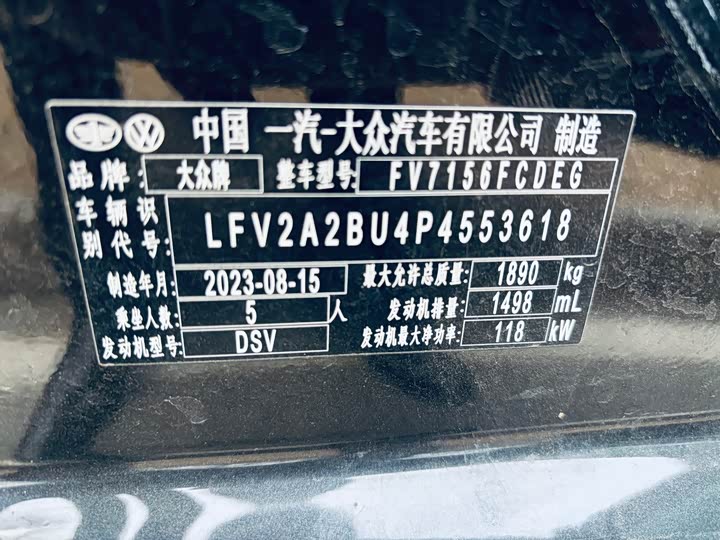 中国 一汽-大众汽车有限公司 制造
品牌: 大众牌 整车型号: FV7156FCDEG
车辆识别代号: LFV2A2BU4P4553618
制造年月: 2023-08-15 最大允许总质量: 1890 kg
乘坐人数: 5 人 发动机排量: 1498 mL
发动机型号: DSV 发动机最大净功率: 118 kW